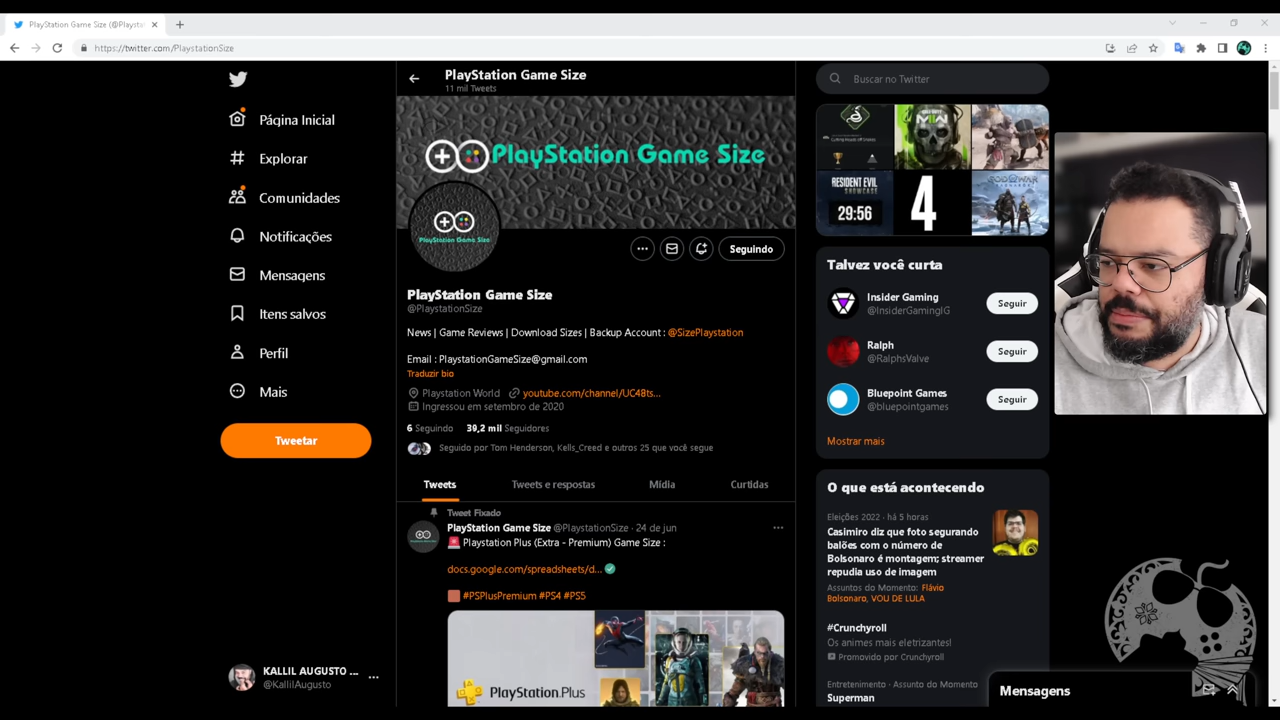 PlayStation Game Size (@Playst
https://twitter.com/PlaystationSize
Página Inicial
Explorar
Comunidades
Notificações
Mensagens
Itens salvos
Perfil
Mais
Tweetar
KALLIL AUGUSTO ...
@KallilAugusto
PlayStation Game Size
11 mil Tweets
PlayStation Game Size
PlayStation Game Size
Seguindo
PlayStation Game Size
@PlaystationSize
News | Game Reviews | Download Sizes | Backup Account : @SizePlaystation
Email : PlaystationGameSize@gmail.com
Traduzir bio
Playstation World youtube.com/channel/UC48ts...
Ingressou em setembro de 2020
6 Seguindo 39,2 mil Seguidores
Seguido por Tom Henderson, Kells_Creed e outros 25 que você segue
Tweets Tweets e respostas Mídia Curtidas
Tweet Fixado
PlayStation Game Size @PlaystationSize · 24 de jun
Playstation Plus (Extra - Premium) Game Size :
docs.google.com/spreadsheets/d...
#PSPlusPremium #PS4 #PS5
PlayStation.Plus
Buscar no Twitter
RESIDENT EVIL
SHOWCASE
29:56
4
GOD WAR
Talvez você curta
Insider Gaming
@InsiderGamingIG
Seguir
Ralph
@RalphsValve
Seguir
Bluepoint Games
@bluepointgames
Seguir
Mostrar mais
O que está acontecendo
Eleições 2022 · há 5 horas
Casimiro diz que foto segurando
balões com o número de
Bolsonaro é montagem; streamer
repudia uso de imagem
Assuntos do Momento: Flávio
Bolsonaro, VOU DE LULA
#Crunchyroll
Os animes mais eletrizantes!
Promovido por Crunchyroll
Entretenimento · Assunto do Momento
Superman
Mensagens